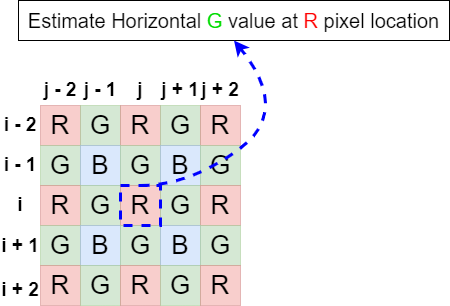 Estimate Horizontal G value at R pixel location
j - 2 j - 1 j j + 1 j + 2
i - 2 R G R G R
i - 1 G B G B G
i R G R G R
i + 1 G B G B G
i + 2 R G R G R